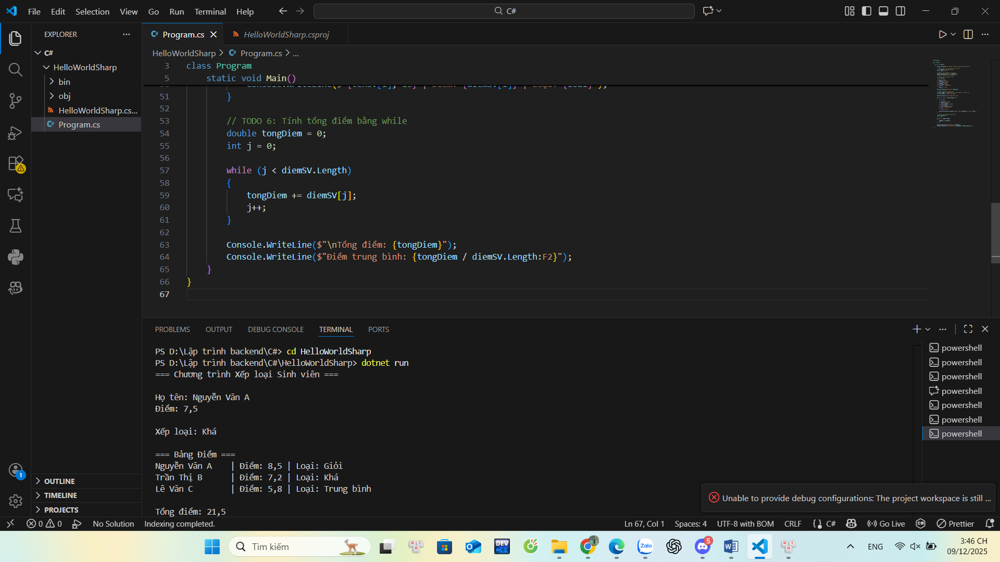 File Edit Selection View Go Run Terminal Help
C#
EXPLORER
C#
HelloWorldSharp
bin
obj
HelloWorldSharp.cs...
Program.cs
OUTLINE
TIMELINE
PROJECTS
Program.cs
HelloWorldSharp.csproj
HelloWorldSharp > Program.cs > ...
3 class Program
5 static void Main()
51 }
52
53 // TODO 6: Tính tổng điểm bằng while
54 double tongDiem = 0;
55 int j = 0;
56
57 while (j < diemSV.Length)
58 {
59 tongDiem += diemSV[j];
60 j++;
61 }
62
63 Console.WriteLine($"\nTổng điểm: {tongDiem}");
64 Console.WriteLine($"Điểm trung bình: {tongDiem / diemSV.Length:F2}");
65 }
66 }
67
PROBLEMS OUTPUT DEBUG CONSOLE TERMINAL PORTS
PS D:\Lập trình backend\C#> cd HelloWorldSharp
PS D:\Lập trình backend\C#\HelloWorldSharp> dotnet run
=== Chương trình Xếp loại Sinh viên ===
Họ tên: Nguyễn Văn A
Điểm: 7,5
Xếp loại: Khá
=== Bảng Điểm ===
Nguyễn Văn A | Điểm: 8,5 | Loại: Giỏi
Trần Thị B | Điểm: 7,2 | Loại: Khá
Lê Văn C | Điểm: 5,8 | Loại: Trung bình
Tổng điểm: 21,5
powershell
powershell
powershell
powershell
powershell
powershell
powershell
Unable to provide debug configurations: The project workspace is still ...
1
0 0 No Solution Indexing completed.
Ln 67, Col 1 Spaces: 4 UTF-8 with BOM CRLF {} C# Go Live Prettier
Tìm kiếm
DEV C++
Zalo
5
ENG
3:46 CH
09/12/2025